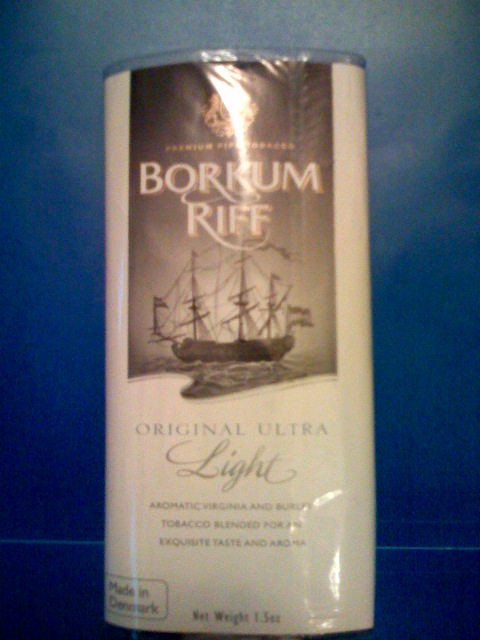 PREMIUM PIPE TOBACCO
BORKUM
RIFF
ORIGINAL ULTRA
Light
AROMATIC VIRGINIA AND BURLEY
TOBACCO BLENDED FOR AN
EXQUISITE TASTE AND AROMA
Made in
Denmark
Net Weight 1.5oz